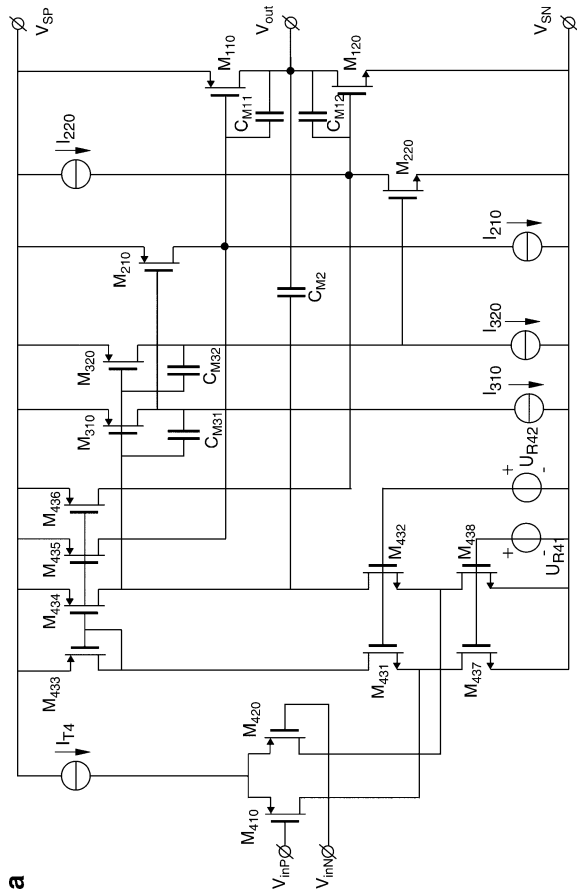 a
V_SP
V_out
V_SN
M_110
M_120
C_M11
C_M12
I_220
M_220
M_210
I_210
C_M2
M_320
C_M32
I_320
M_310
C_M31
I_310
M_436
U_R42
+
-
M_435
M_432
M_438
U_R41
+
-
M_434
M_433
M_431
M_437
I_T4
M_420
M_410
V_inP
V_inN